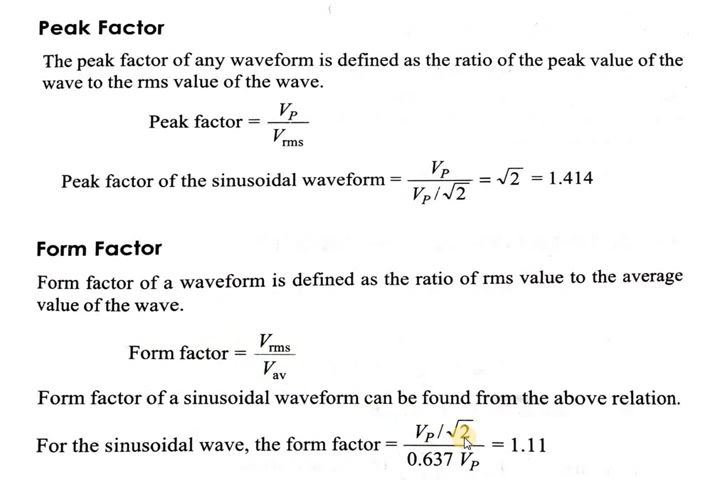 Peak Factor
The peak factor of any waveform is defined as the ratio of the peak value of the
wave to the rms value of the wave.
Peak factor = V_P / V_rms
Peak factor of the sinusoidal waveform = V_P / (V_P/√2) = √2 = 1.414
Form Factor
Form factor of a waveform is defined as the ratio of rms value to the average
value of the wave.
Form factor = V_rms / V_av
Form factor of a sinusoidal waveform can be found from the above relation.
For the sinusoidal wave, the form factor = (V_P/√2) / (0.637 V_P) = 1.11